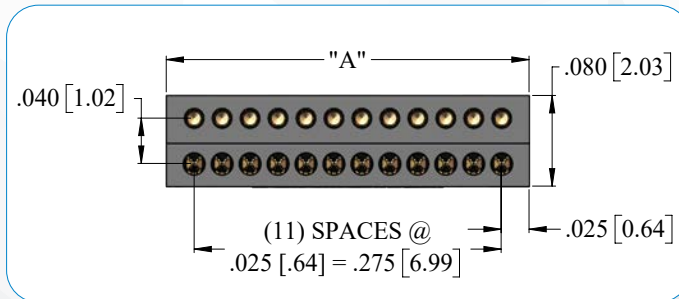 "A"
.080 [2.03]
.040 [1.02]
(11) SPACES @
.025 [.64] = .275 [6.99]
.025 [0.64]